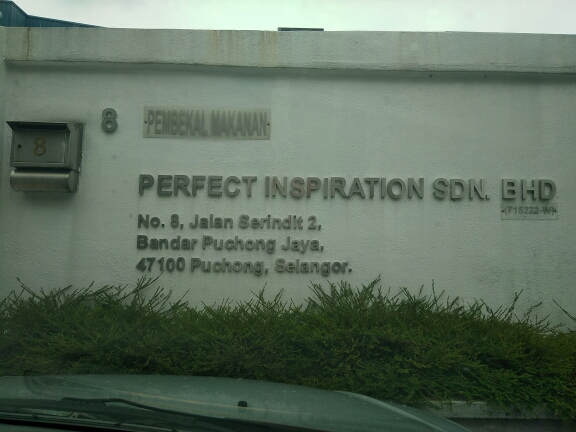 8
8
PEMBEKAL MAKANAN
PERFECT INSPIRATION SDN. BHD
(715222-W)
No. 8, Jalan Serindit 2,
Bandar Puchong Jaya,
47100 Puchong, Selangor.